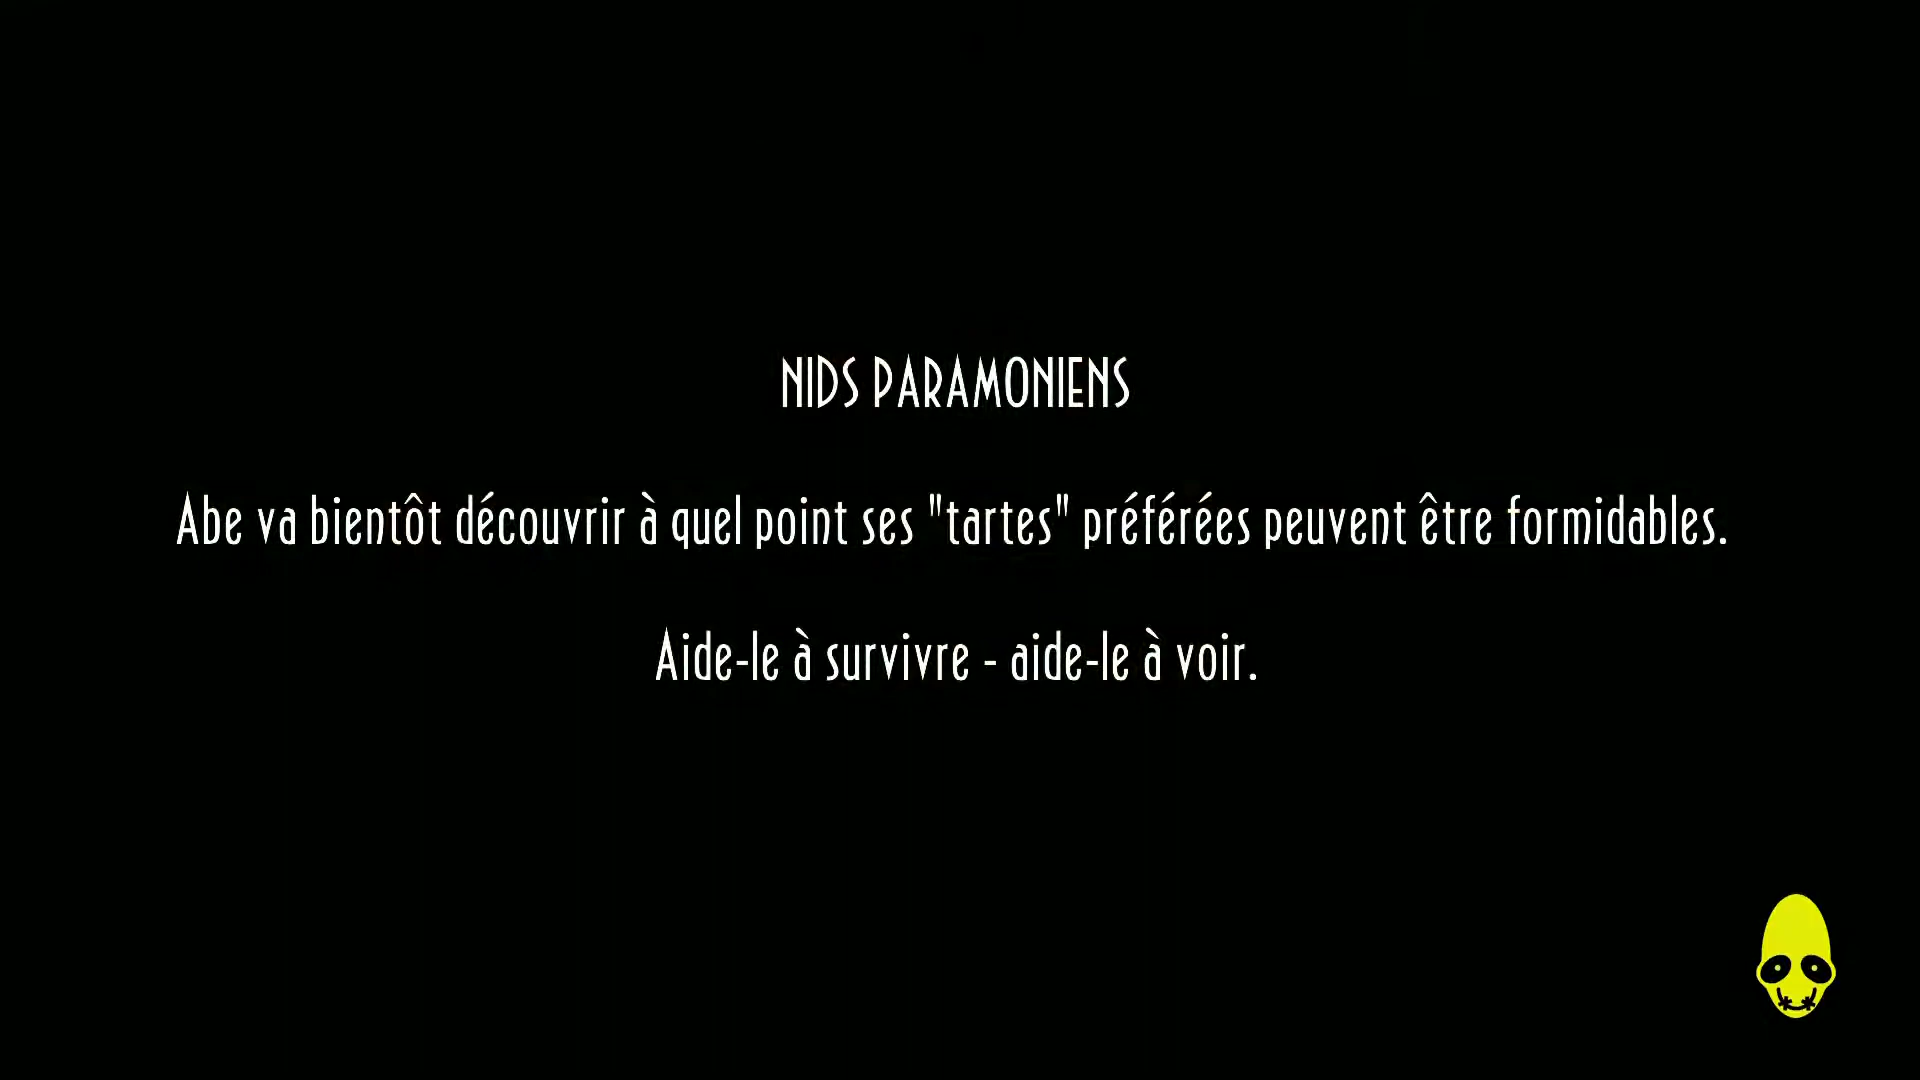 NIDS PARAMONIENS
Abe va bientôt découvrir à quel point ses "tartes" préférées peuvent être formidables.
Aide-le à survivre - aide-le à voir.